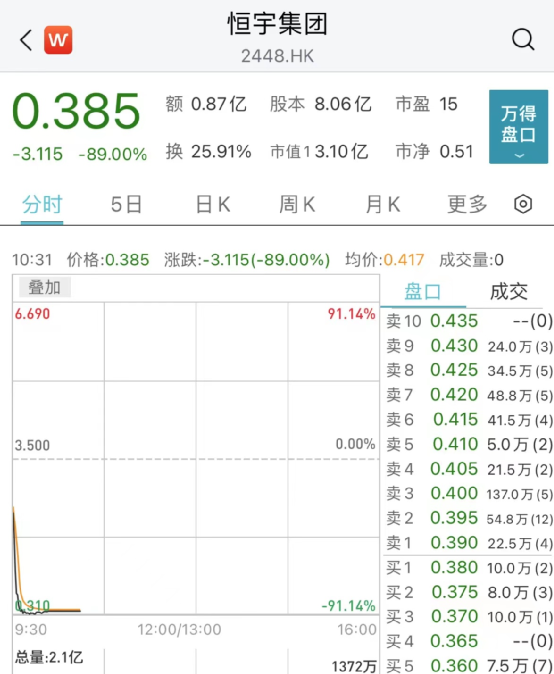 恒宇集团
W
2448.HK
0.385 额 0.87亿 股本 8.06亿 市盈 15 万得
-3.115 -89.00% 换 25.91% 市值¹3.10亿 市净 0.51 盘口
分时 5日 日K 周K 月K 更多
10:31 价格:0.385 涨跌:-3.115(-89.00%) 均价:0.417 成交量:0
叠加 盘口 成交
6.690 91.14%
3.500 0.00%
0.310 -91.14%
9:30 12:00/13:00 16:00
总量:2.1亿 1372万
卖10 0.435 --(0)
卖9 0.430 24.0万(3)
卖8 0.425 34.5万(5)
卖7 0.420 48.8万(5)
卖6 0.415 41.5万(4)
卖5 0.410 5.0万(2)
卖4 0.405 21.5万(2)
卖3 0.400 137.0万(5)
卖2 0.395 54.8万(12)
卖1 0.390 22.5万(4)
买1 0.380 10.0万(2)
买2 0.375 8.0万(3)
买3 0.370 10.0万(1)
买4 0.365 --(0)
买5 0.360 7.5万(7)